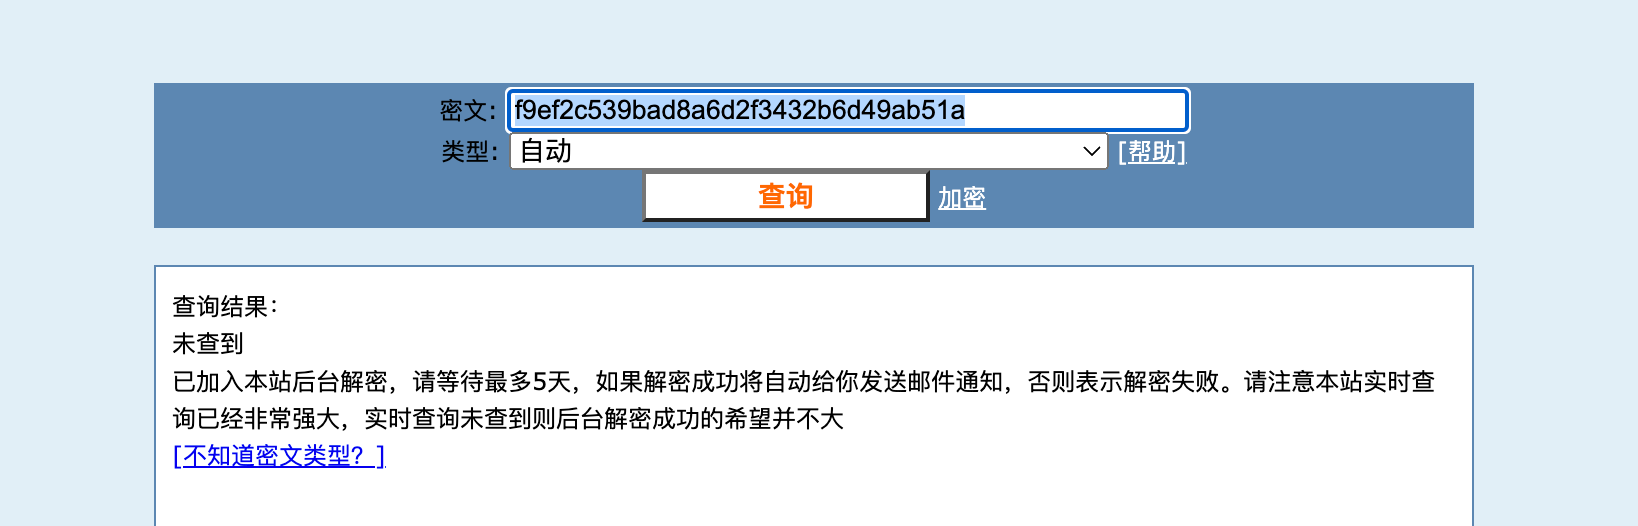 密文: f9ef2c539bad8a6d2f3432b6d49ab51a
类型: 自动 [帮助]
查询 加密
查询结果:
未查到
已加入本站后台解密，请等待最多5天，如果解密成功将自动给你发送邮件通知，否则表示解密失败。请注意本站实时查
询已经非常强大，实时查询未查到则后台解密成功的希望并不大
[不知道密文类型？]